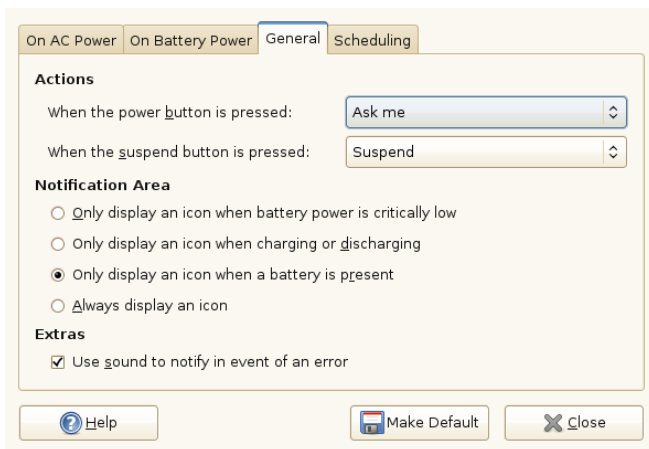 On AC Power On Battery Power General Scheduling
Actions
When the power button is pressed: Ask me
When the suspend button is pressed: Suspend
Notification Area
Only display an icon when battery power is critically low
Only display an icon when charging or discharging
Only display an icon when a battery is present
Always display an icon
Extras
Use sound to notify in event of an error
Help Make Default Close